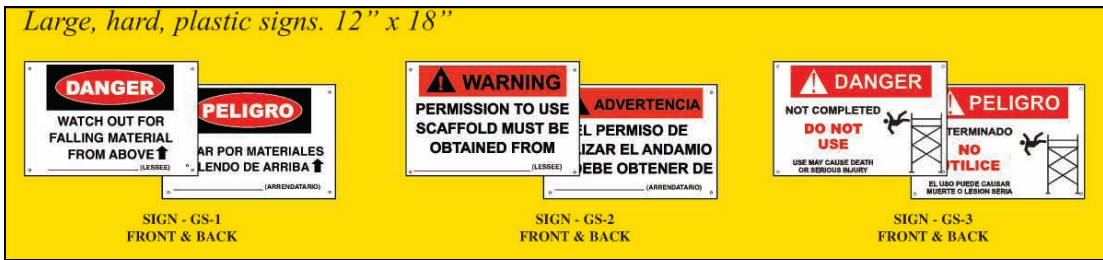 Large, hard, plastic signs. 12” x 18”
DANGER
WATCH OUT FOR
FALLING MATERIAL
FROM ABOVE
(LESSEE)
PELIGRO
AR POR MATERIALES
LENDO DE ARRIBA
(ARRENDATARIO)
SIGN - GS-1
FRONT & BACK
WARNING
PERMISSION TO USE
SCAFFOLD MUST BE
OBTAINED FROM
(LESSEE)
ADVERTENCIA
EL PERMISO DE
LIZAR EL ANDAMIO
DEBE OBTENER DE
(ARRENDATARIO)
SIGN - GS-2
FRONT & BACK
DANGER
NOT COMPLETED
DO NOT
USE
USE MAY CAUSE DEATH
OR SERIOUS INJURY
PELIGRO
TERMINADO
NO
UTILICE
EL USO PUEDE CAUSAR
MUERTE O LESION SERIA
SIGN - GS-3
FRONT & BACK